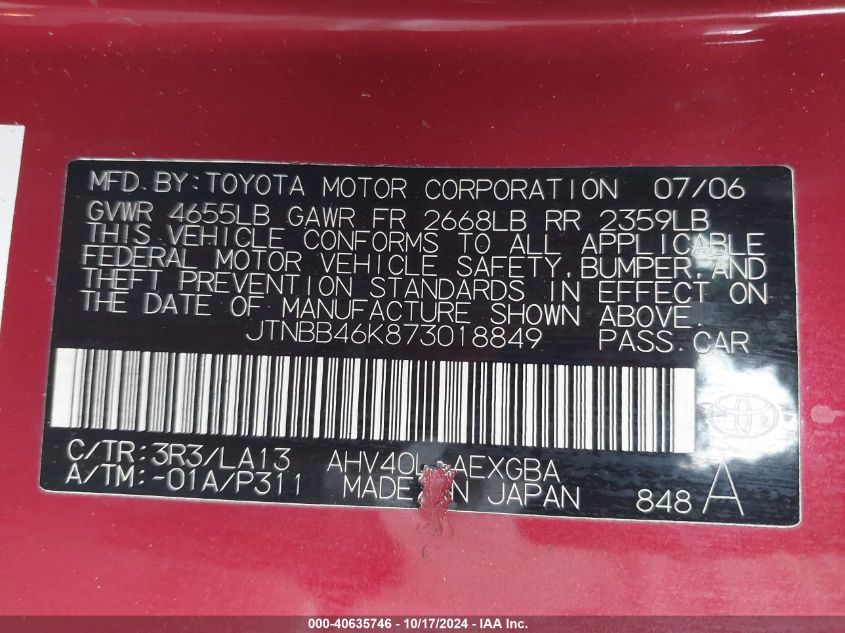 MFD. BY: TOYOTA MOTOR CORPORATION 07/06
GVWR 4655LB GAWR FR 2668LB RR 2359LB
THIS VEHICLE CONFORMS TO ALL APPLICABLE
FEDERAL MOTOR VEHICLE SAFETY, BUMPER, AND
THEFT PREVENTION STANDARDS IN EFFECT ON
THE DATE OF MANUFACTURE SHOWN ABOVE.
JTNBB46K873018849 PASS. CAR
C/TR: 3R3/LA13 AHV40L AEXGBA
A/TM: -01A/P311 MADE IN JAPAN 848 A
000-40635746 - 10/17/2024 - IAA Inc.